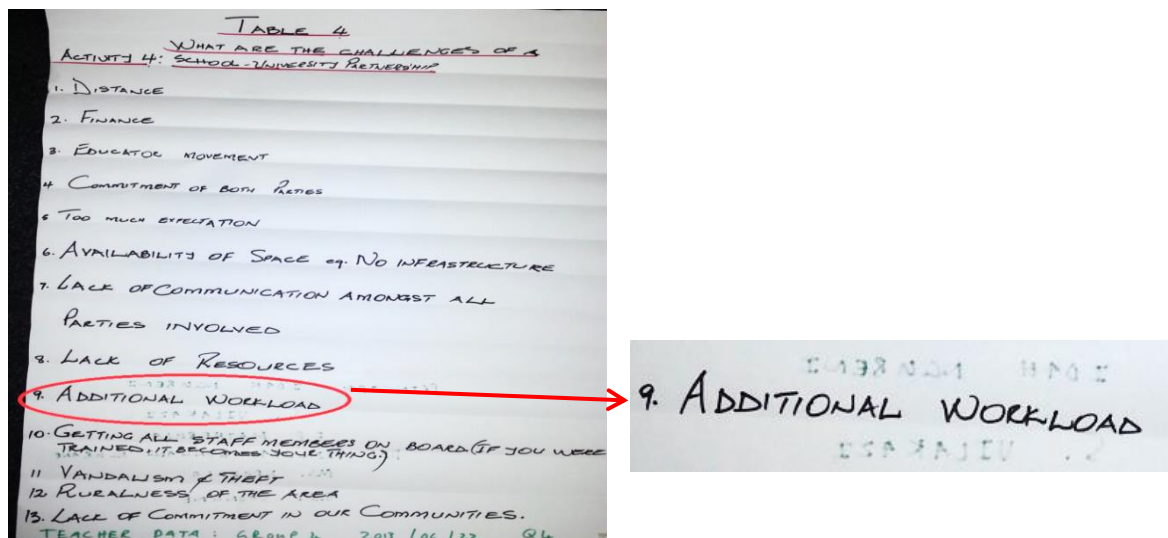 TABLE 4
WHAT ARE THE CHALLENGES OF A
ACTIVITY 4: SCHOOL-UNIVERSITY PARTNERSHIP
1. DISTANCE
2. FINANCE
3. EDUCATOR MOVEMENT
4 COMMITMENT OF BOTH PARTIES
5 TOO MUCH EXPECTATION
6. AVAILABILITY OF SPACE eg. NO INFRASTRUCTURE
7. LACK OF COMMUNICATION AMONGST ALL
PARTIES INVOLVED
8. LACK OF RESOURCES
9. ADDITIONAL WORKLOAD
10. GETTING ALL STAFF MEMBERS ON BOARD (IF YOU WERE
TRAINED, IT BECOMES YOUR THING)
11 VANDALISM & THEFT
12 RURALNESS OF THE AREA
13. LACK OF COMMITMENT IN OUR COMMUNITIES.
TEACHER DATA: GROUP 4
9. ADDITIONAL WORKLOAD